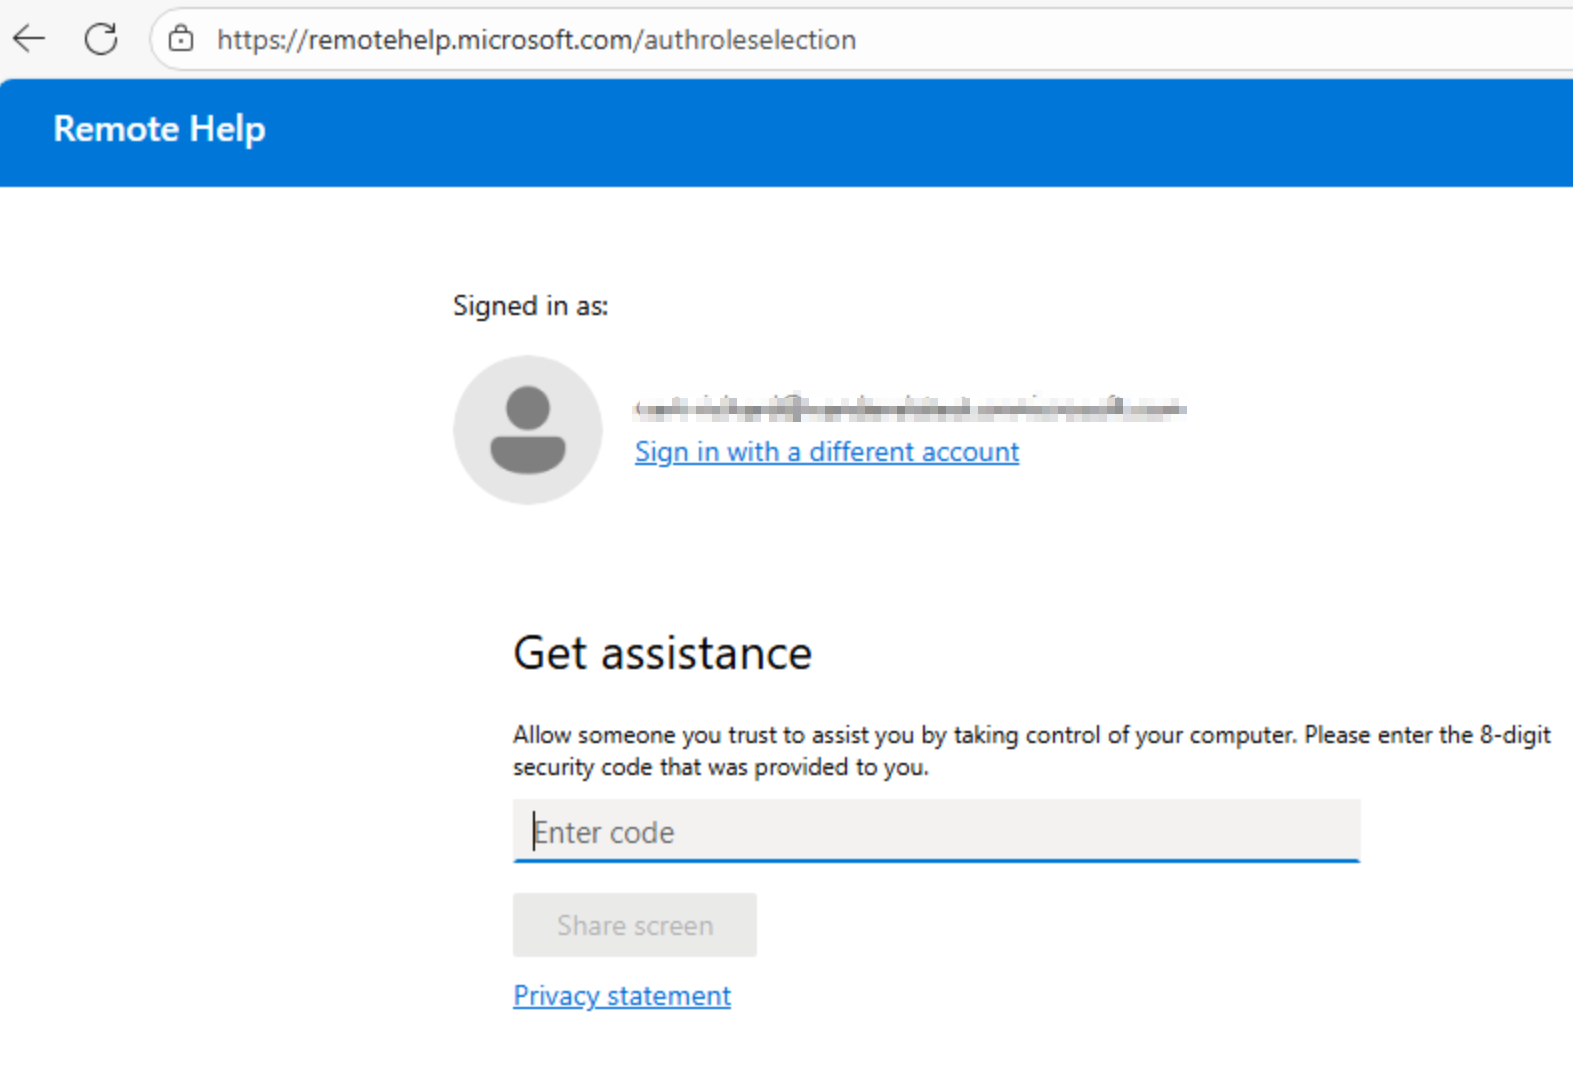 https://remotehelp.microsoft.com/authroleselection
Remote Help
Signed in as:
Sign in with a different account
Get assistance
Allow someone you trust to assist you by taking control of your computer. Please enter the 8-digit
security code that was provided to you.
Enter code
Share screen
Privacy statement